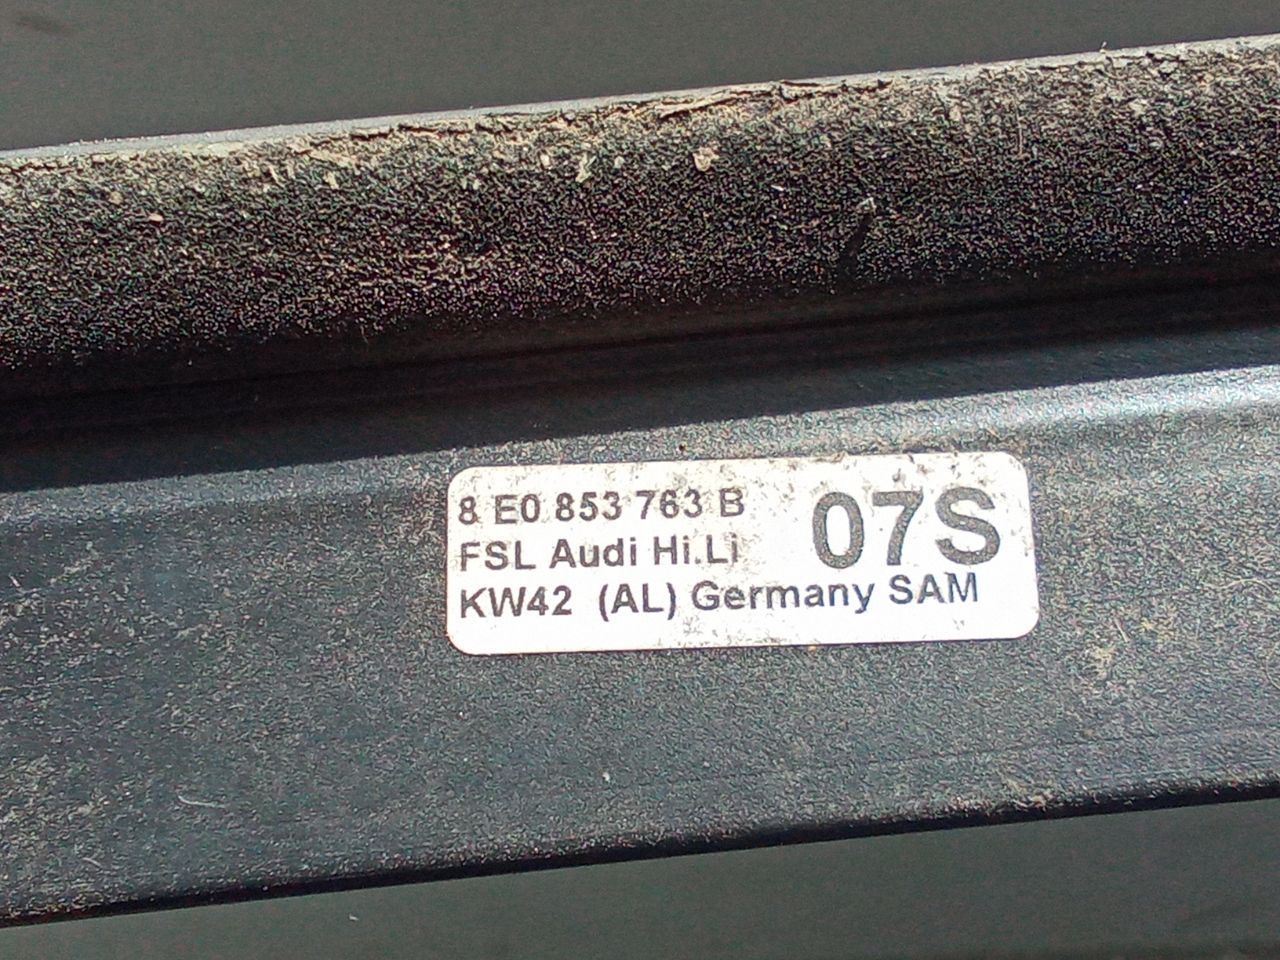 8 E0 853 763 B
07S
FSL Audi Hi.Li
KW42 (AL) Germany SAM